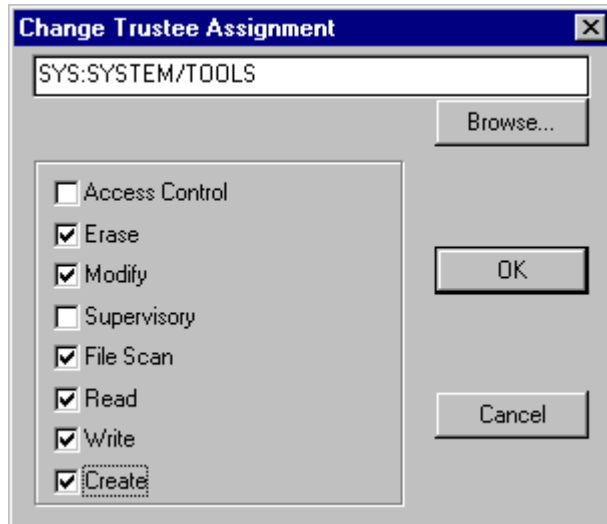 Change Trustee Assignment
SYS:SYSTEM/TOOLS
Browse...
Access Control
Erase
Modify
Supervisory
File Scan
Read
Write
Create
OK
Cancel